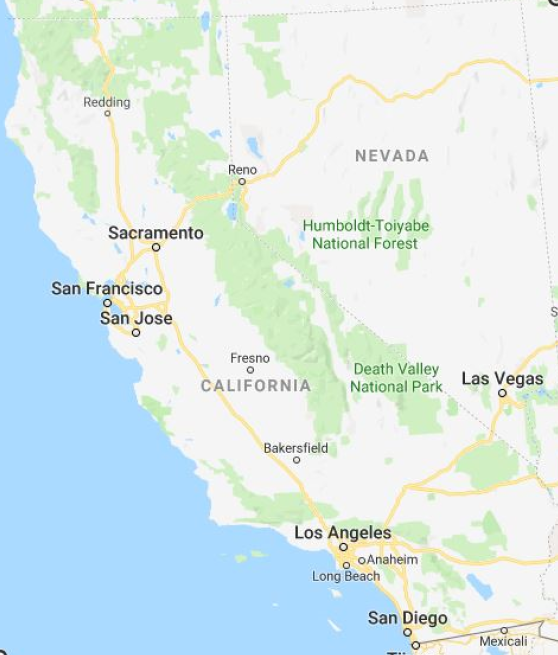 Redding
NEVADA
Reno
Humboldt-Toiyabe
National Forest
Sacramento
San Francisco
San Jose
Fresno
CALIFORNIA
Death Valley
National Park
Las Vegas
Bakersfield
Los Angeles
Anaheim
Long Beach
San Diego
Mexicali